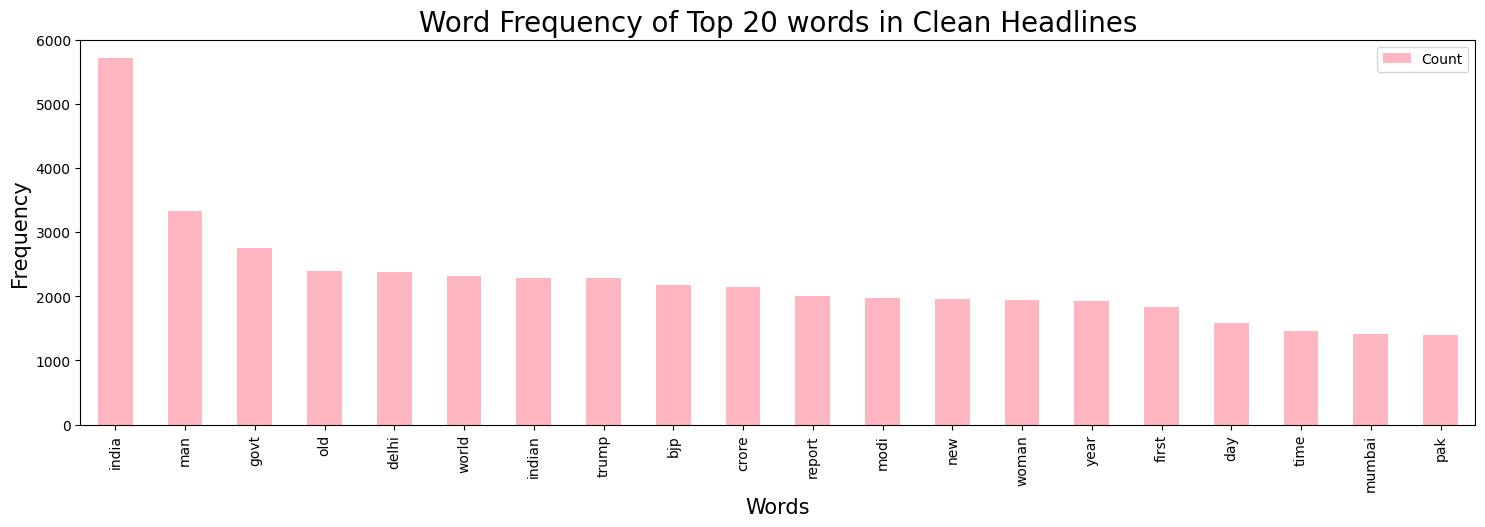 Word Frequency of Top 20 words in Clean Headlines
Count
Frequency
6000
5000
4000
3000
2000
1000
0
india
man
govt
old
delhi
world
indian
trump
bjp
crore
report
modi
new
woman
year
first
day
time
mumbai
pak
Words